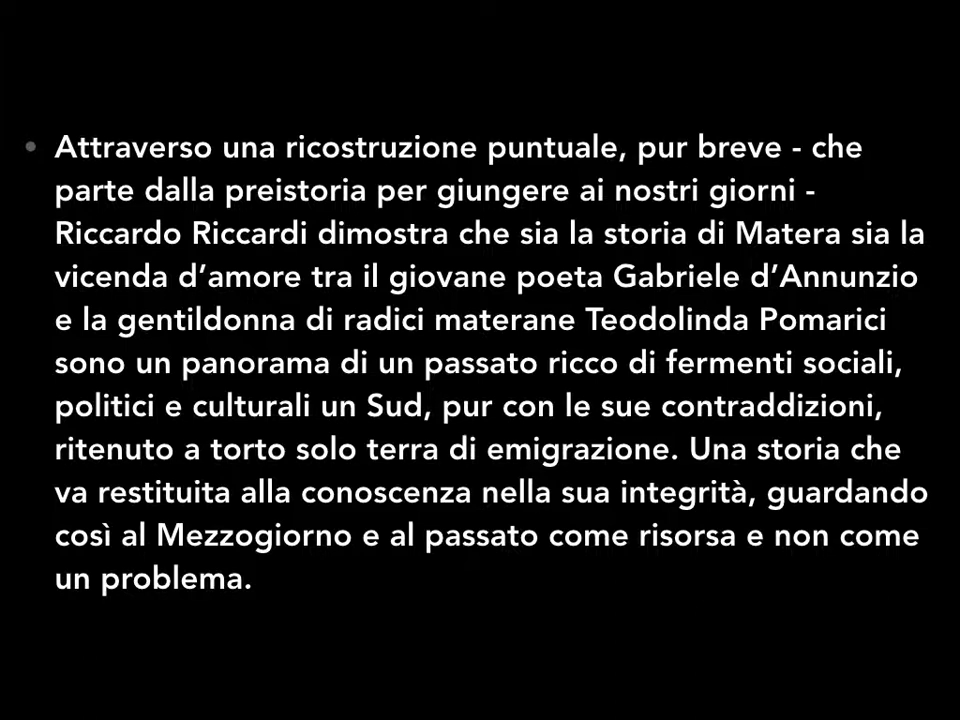 • Attraverso una ricostruzione puntuale, pur breve - che
parte dalla preistoria per giungere ai nostri giorni -
Riccardo Riccardi dimostra che sia la storia di Matera sia la
vicenda d’amore tra il giovane poeta Gabriele d’Annunzio
e la gentildonna di radici materane Teodolinda Pomarici
sono un panorama di un passato ricco di fermenti sociali,
politici e culturali un Sud, pur con le sue contraddizioni,
ritenuto a torto solo terra di emigrazione. Una storia che
va restituita alla conoscenza nella sua integrità, guardando
così al Mezzogiorno e al passato come risorsa e non come
un problema.